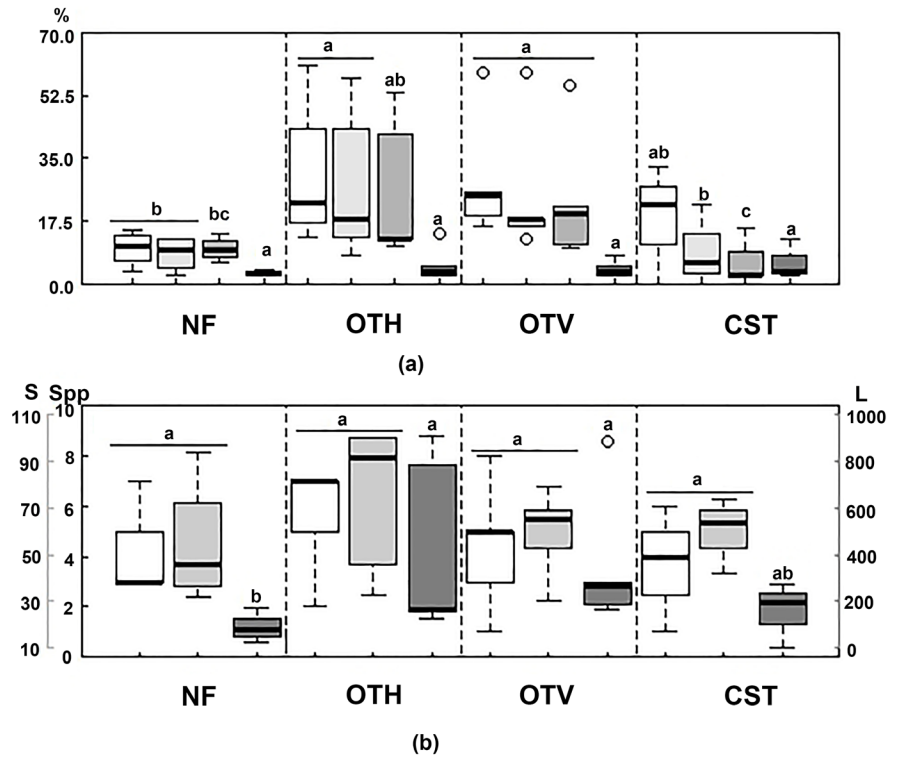 %
70.0
a
a
ab
52.5
35.0
ab
b
b
bc
c
17.5
a
a
a
a
0.0
NF OTH OTV CST
(a)
S Spp L
110 10 1000
a
a
a
a
a
90 8 800
a
70 6 600
50 4 400
ab
b
30 2 200
10 0 0
NF OTH OTV CST
(b)